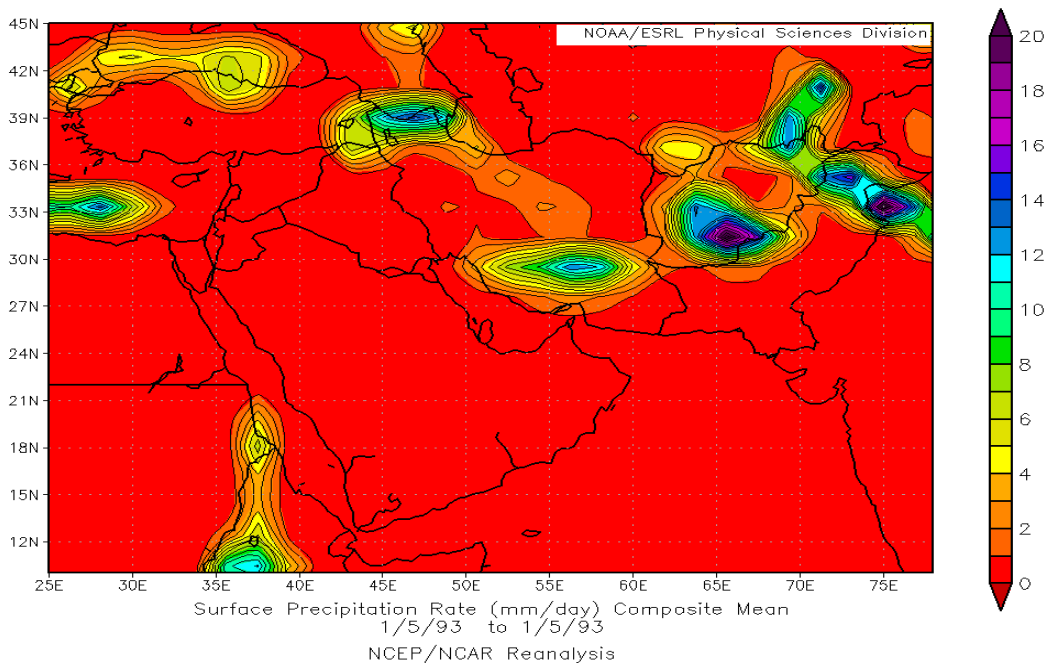 NOAA/ESRL Physical Sciences Division
45N
42N
39N
36N
33N
30N
27N
24N
21N
18N
15N
12N
25E 30E 35E 40E 45E 50E 55E 60E 65E 70E 75E
20
18
16
14
12
10
8
6
4
2
0
Surface Precipitation Rate (mm/day) Composite Mean
1/5/93 to 1/5/93
NCEP/NCAR Reanalysis